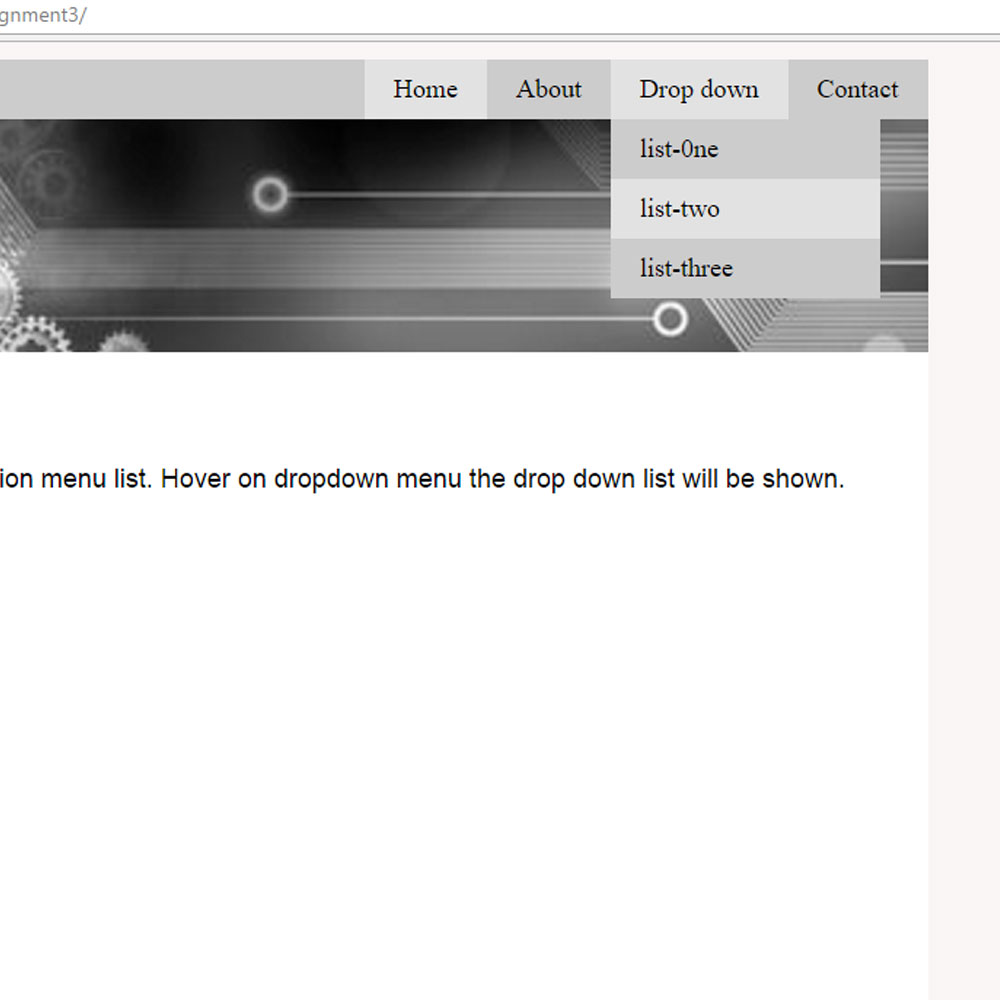 gnment3/
Home About Drop down Contact
list-0ne
list-two
list-three
ion menu list. Hover on dropdown menu the drop down list will be shown.